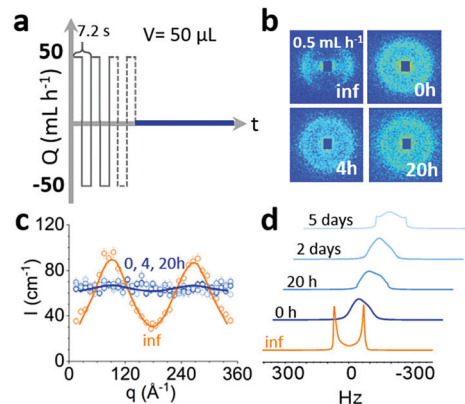 a
7.2 s
V= 50 µL
50
0
-50
Q (mL h⁻¹)
t
b
0.5 mL h⁻¹
inf
0h
4h
20h
c
120
80
40
0
I (cm⁻¹)
0, 4, 20h
inf
0 120 240 360
q (Å⁻¹)
d
5 days
2 days
20 h
0 h
inf
400 0 -300
Hz